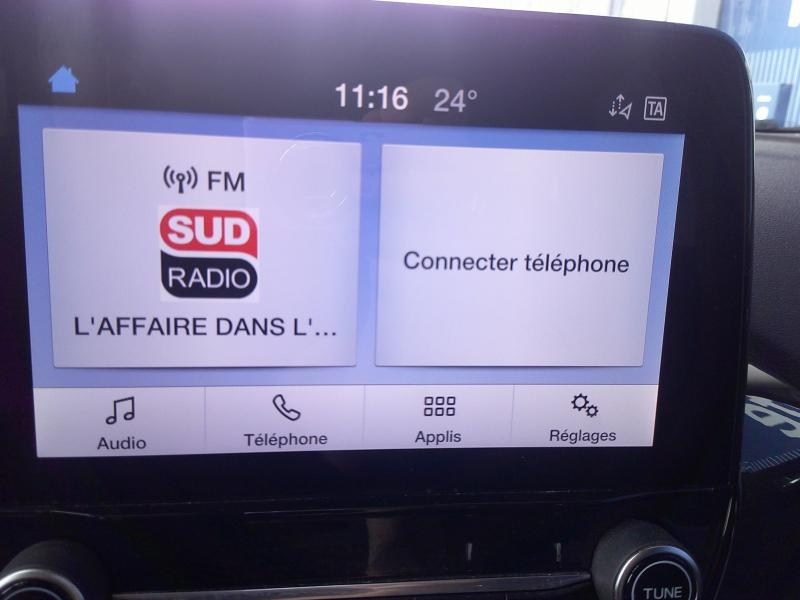 11:16 24°
TA
FM
SUD
RADIO
L'AFFAIRE DANS L'...
Connecter téléphone
Audio
Téléphone
Applis
Réglages
TUNE